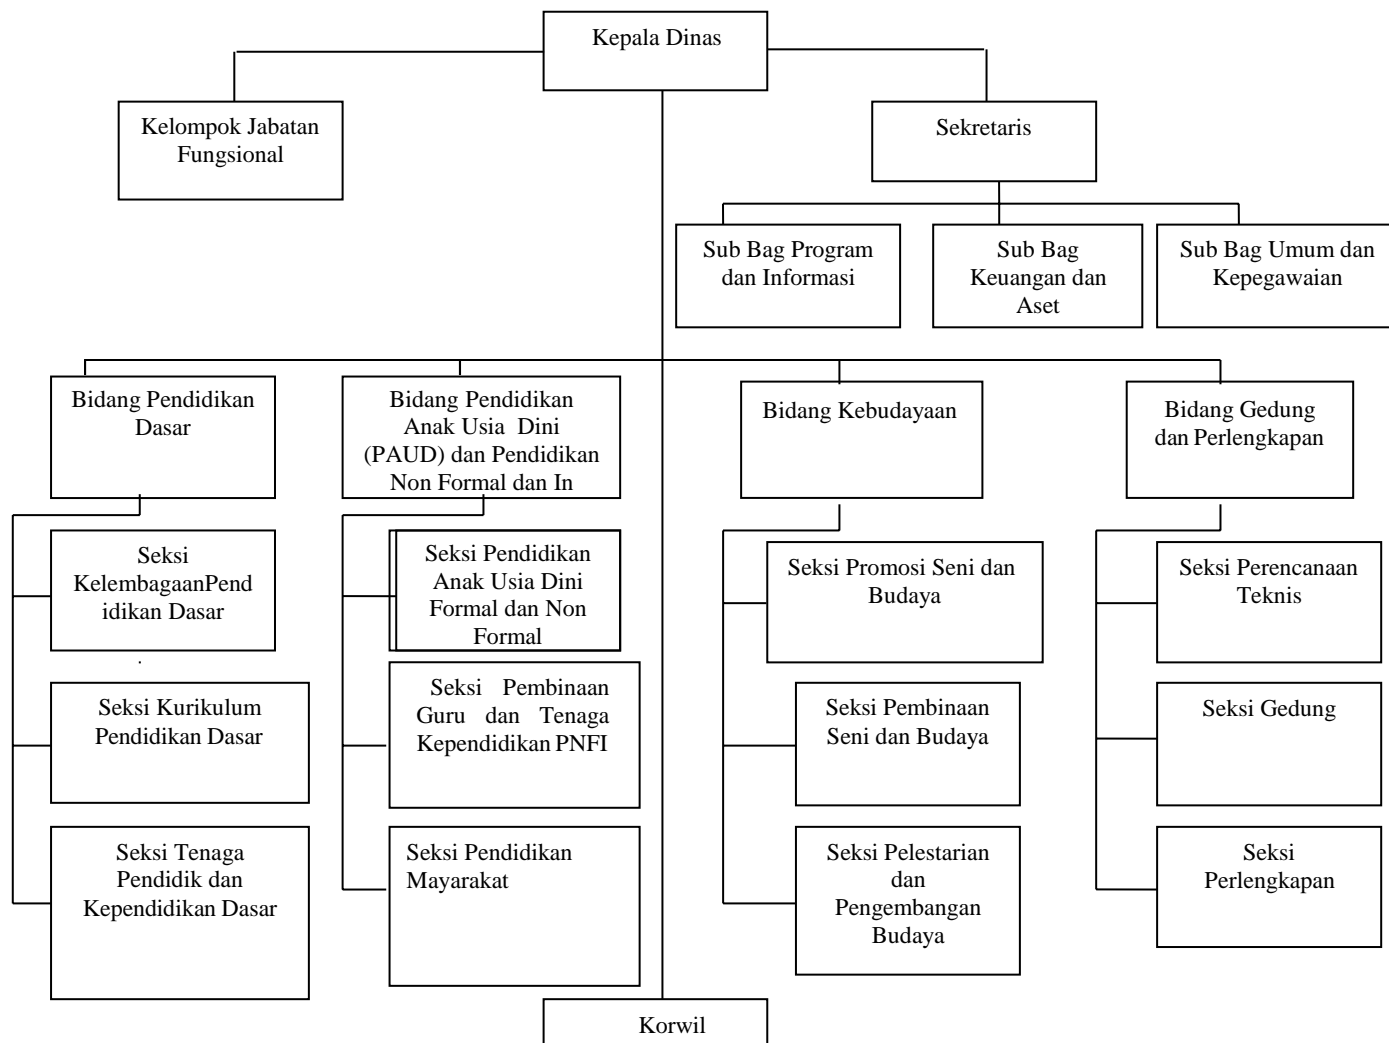 Kepala Dinas
Kelompok Jabatan
Fungsional
Sekretaris
Sub Bag Program
dan Informasi
Sub Bag
Keuangan dan
Aset
Sub Bag Umum dan
Kepegawaian
Bidang Pendidikan
Dasar
Bidang Pendidikan
Anak Usia Dini
(PAUD) dan Pendidikan
Non Formal dan In
Bidang Kebudayaan
Bidang Gedung
dan Perlengkapan
Seksi
KelembagaanPend
idikan Dasar
.
Seksi Kurikulum
Pendidikan Dasar
Seksi Tenaga
Pendidik dan
Kependidikan Dasar
Seksi Pendidikan
Anak Usia Dini
Formal dan Non
Formal
Seksi Pembinaan
Guru dan Tenaga
Kependidikan PNFI
Seksi Pendidikan
Mayarakat
Seksi Promosi Seni dan
Budaya
Seksi Pembinaan
Seni dan Budaya
Seksi Pelestarian
dan
Pengembangan
Budaya
Seksi Perencanaan
Teknis
Seksi Gedung
Seksi
Perlengkapan
Korwil